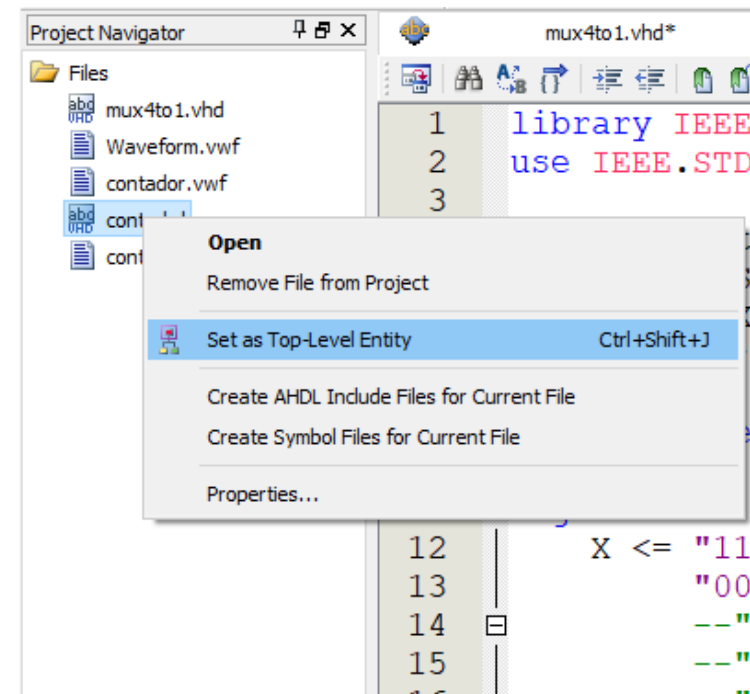 Project Navigator
mux4to1.vhd*
Files
mux4to1.vhd
Waveform.vwf
contador.vwf
Open
Remove File from Project
Set as Top-Level Entity Ctrl+Shift+J
Create AHDL Include Files for Current File
Create Symbol Files for Current File
Properties...
1 library IEEE
2 use IEEE.STD
3
12 X <= "11
13 "00
14 --"
15 --"